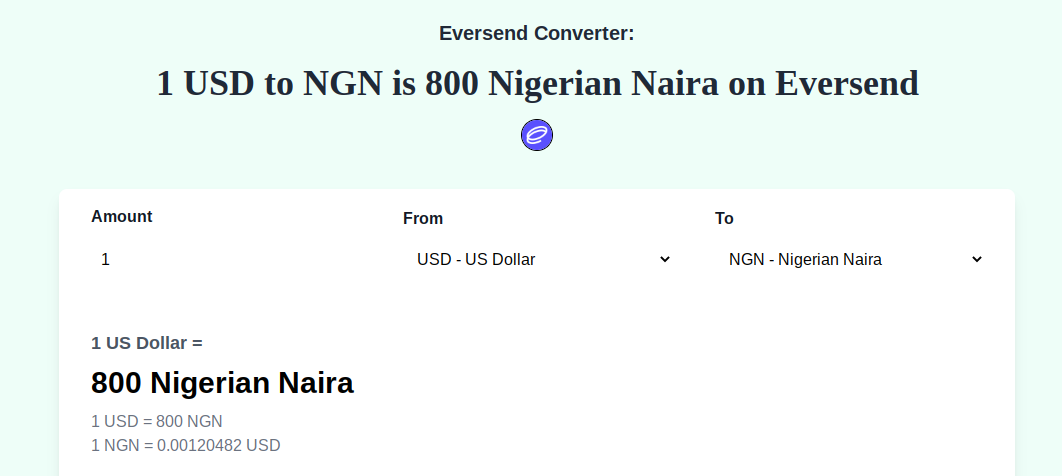 Eversend Converter:
1 USD to NGN is 800 Nigerian Naira on Eversend
Amount From To
1 USD - US Dollar NGN - Nigerian Naira
1 US Dollar =
800 Nigerian Naira
1 USD = 800 NGN
1 NGN = 0.00120482 USD